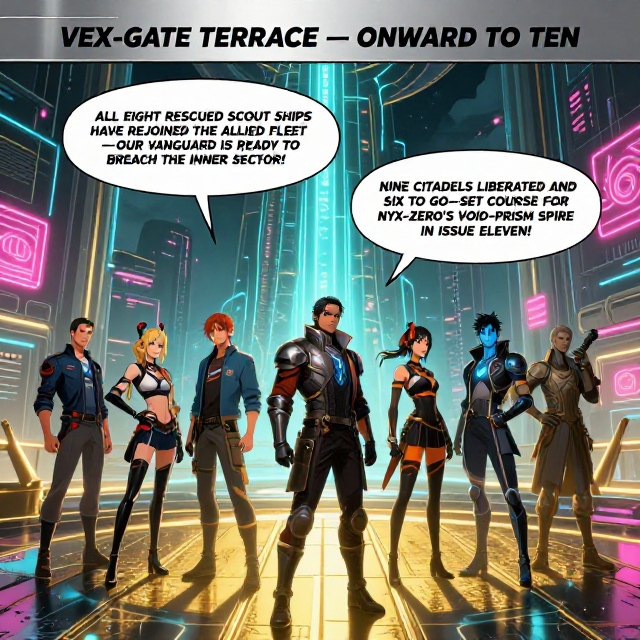 VEX-GATE TERRACE — ONWARD TO TEN
ALL EIGHT RESCUED SCOUT SHIPS
HAVE REJOINED THE ALLIED FLEET
—OUR VANGUARD IS READY TO
BREACH THE INNER SECTOR!
NINE CITADELS LIBERATED AND
SIX TO GO—SET COURSE FOR
NYX-ZERO'S VOID-PRISM SPIRE
IN ISSUE ELEVEN!